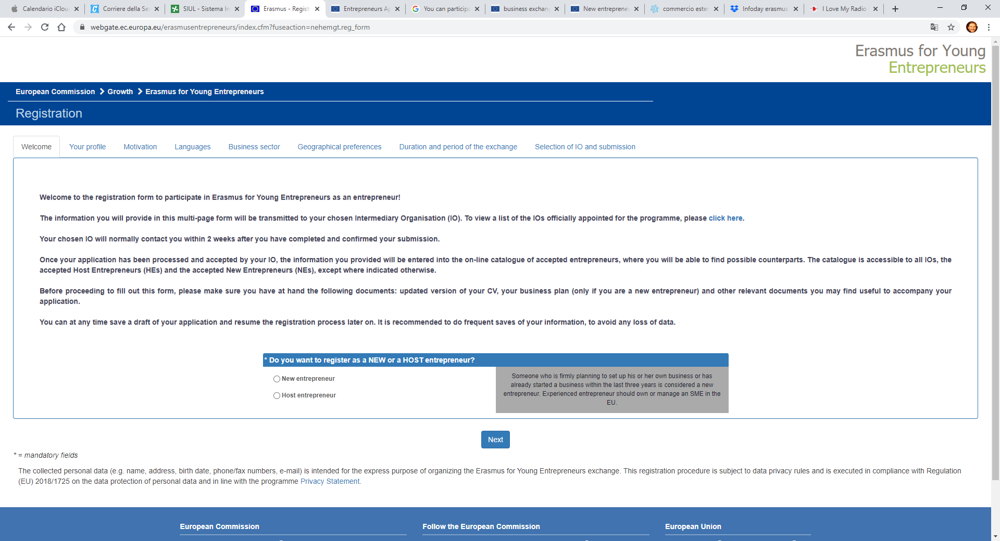 Calendario iClou
Corriere della Se
SIUL - Sistema In
Erasmus - Regist
Entrepreneurs Ap
You can participa
business exchan
New entreprene
commercio ester
Infoday erasmus
I Love My Radio
webgate.ec.europa.eu/erasmusentrepreneurs/index.cfm?fuseaction=nehemgt.reg_form
Erasmus for Young
Entrepreneurs
European Commission > Growth > Erasmus for Young Entrepreneurs
Registration
Welcome Your profile Motivation Languages Business sector Geographical preferences Duration and period of the exchange Selection of IO and submission
Welcome to the registration form to participate in Erasmus for Young Entrepreneurs as an entrepreneur!
The information you will provide in this multi-page form will be transmitted to your chosen Intermediary Organisation (IO). To view a list of the IOs officially appointed for the programme, please click here.
Your chosen IO will normally contact you within 2 weeks after you have completed and confirmed your submission.
Once your application has been processed and accepted by your IO, the information you provided will be entered into the on-line catalogue of accepted entrepreneurs, where you will be able to find possible counterparts. The catalogue is accessible to all IOs, the
accepted Host Entrepreneurs (HEs) and the accepted New Entrepreneurs (NEs), except where indicated otherwise.
Before proceeding to fill out this form, please make sure you have at hand the following documents: updated version of your CV, your business plan (only if you are a new entrepreneur) and other relevant documents you may find useful to accompany your
application.
You can at any time save a draft of your application and resume the registration process later on. It is recommended to do frequent saves of your information, to avoid any loss of data.
* Do you want to register as a NEW or a HOST entrepreneur?
New entrepreneur
Host entrepreneur
Someone who is firmly planning to set up his or her own business or has
already started a business within the last three years is considered a new
entrepreneur. Experienced entrepreneur should own or manage an SME in the
EU.
Next
* = mandatory fields
The collected personal data (e.g. name, address, birth date, phone/fax numbers, e-mail) is intended for the express purpose of organizing the Erasmus for Young Entrepreneurs exchange. This registration procedure is subject to data privacy rules and is executed in compliance with Regulation
(EU) 2018/1725 on the data protection of personal data and in line with the programme Privacy Statement.
European Commission
Follow the European Commission
European Union